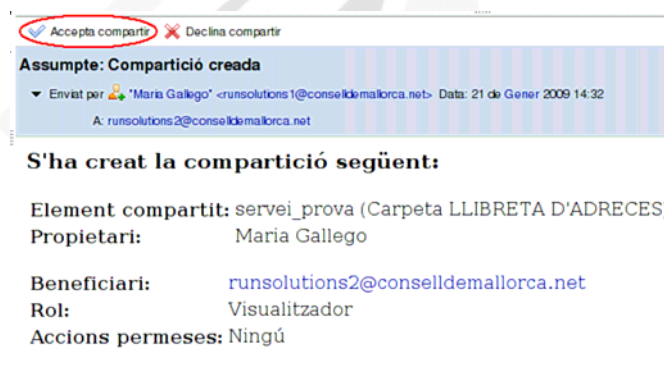 Accepta compartir Declina compartir
Assumpte: Compartició creada
Enviat per "Maria Gallego" <runsolutions1@conselldemallorca.net> Data: 21 de Gener 2009 14:32
A: runsolutions2@conselldemallorca.net
S'ha creat la compartició següent:
Element compartit: servei_prova (Carpeta LLIBRETA D'ADRECES)
Propietari: Maria Gallego
Beneficiari: runsolutions2@conselldemallorca.net
Rol: Visualitzador
Accions permeses: Ningú